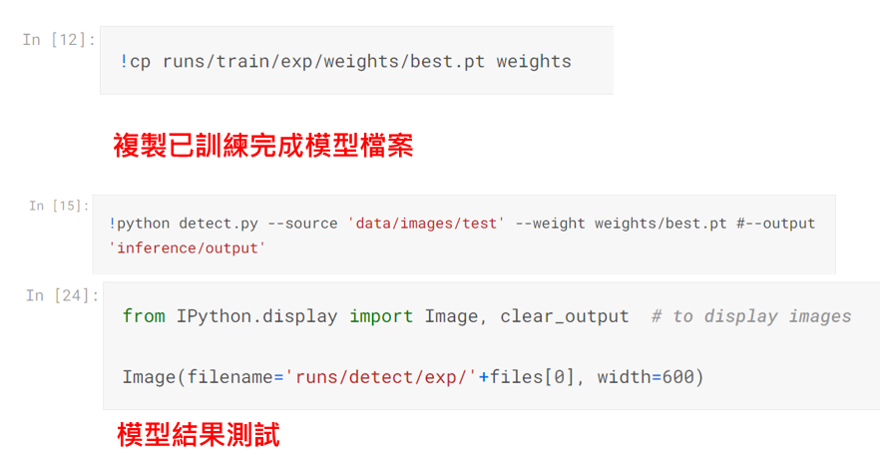 In [12]:
!cp runs/train/exp/weights/best.pt weights
複製已訓練完成模型檔案
In [15]:
!python detect.py --source 'data/images/test' --weight weights/best.pt #--output
'inference/output'
In [24]:
from IPython.display import Image, clear_output  # to display images
Image(filename='runs/detect/exp/'+files[0], width=600)
模型結果測試